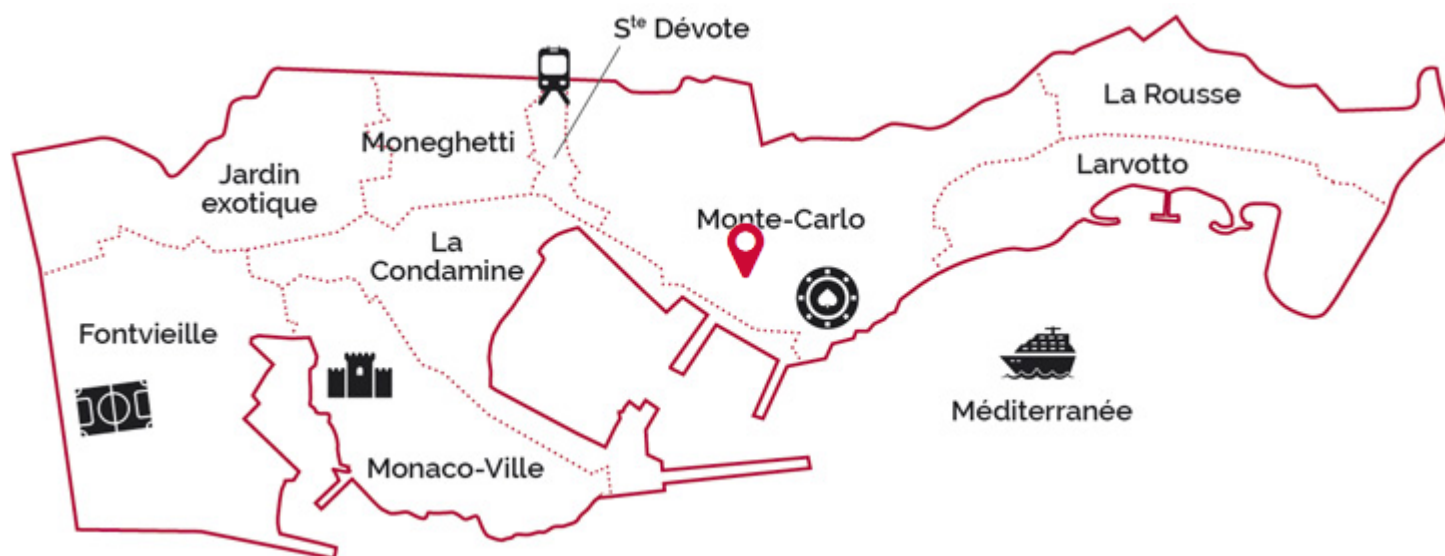 Sᵗᵉ Dévote
La Rousse
Moneghetti
Larvotto
Jardin
exotique
Monte-Carlo
La
Condamine
Fontvieille
Méditerranée
Monaco-Ville